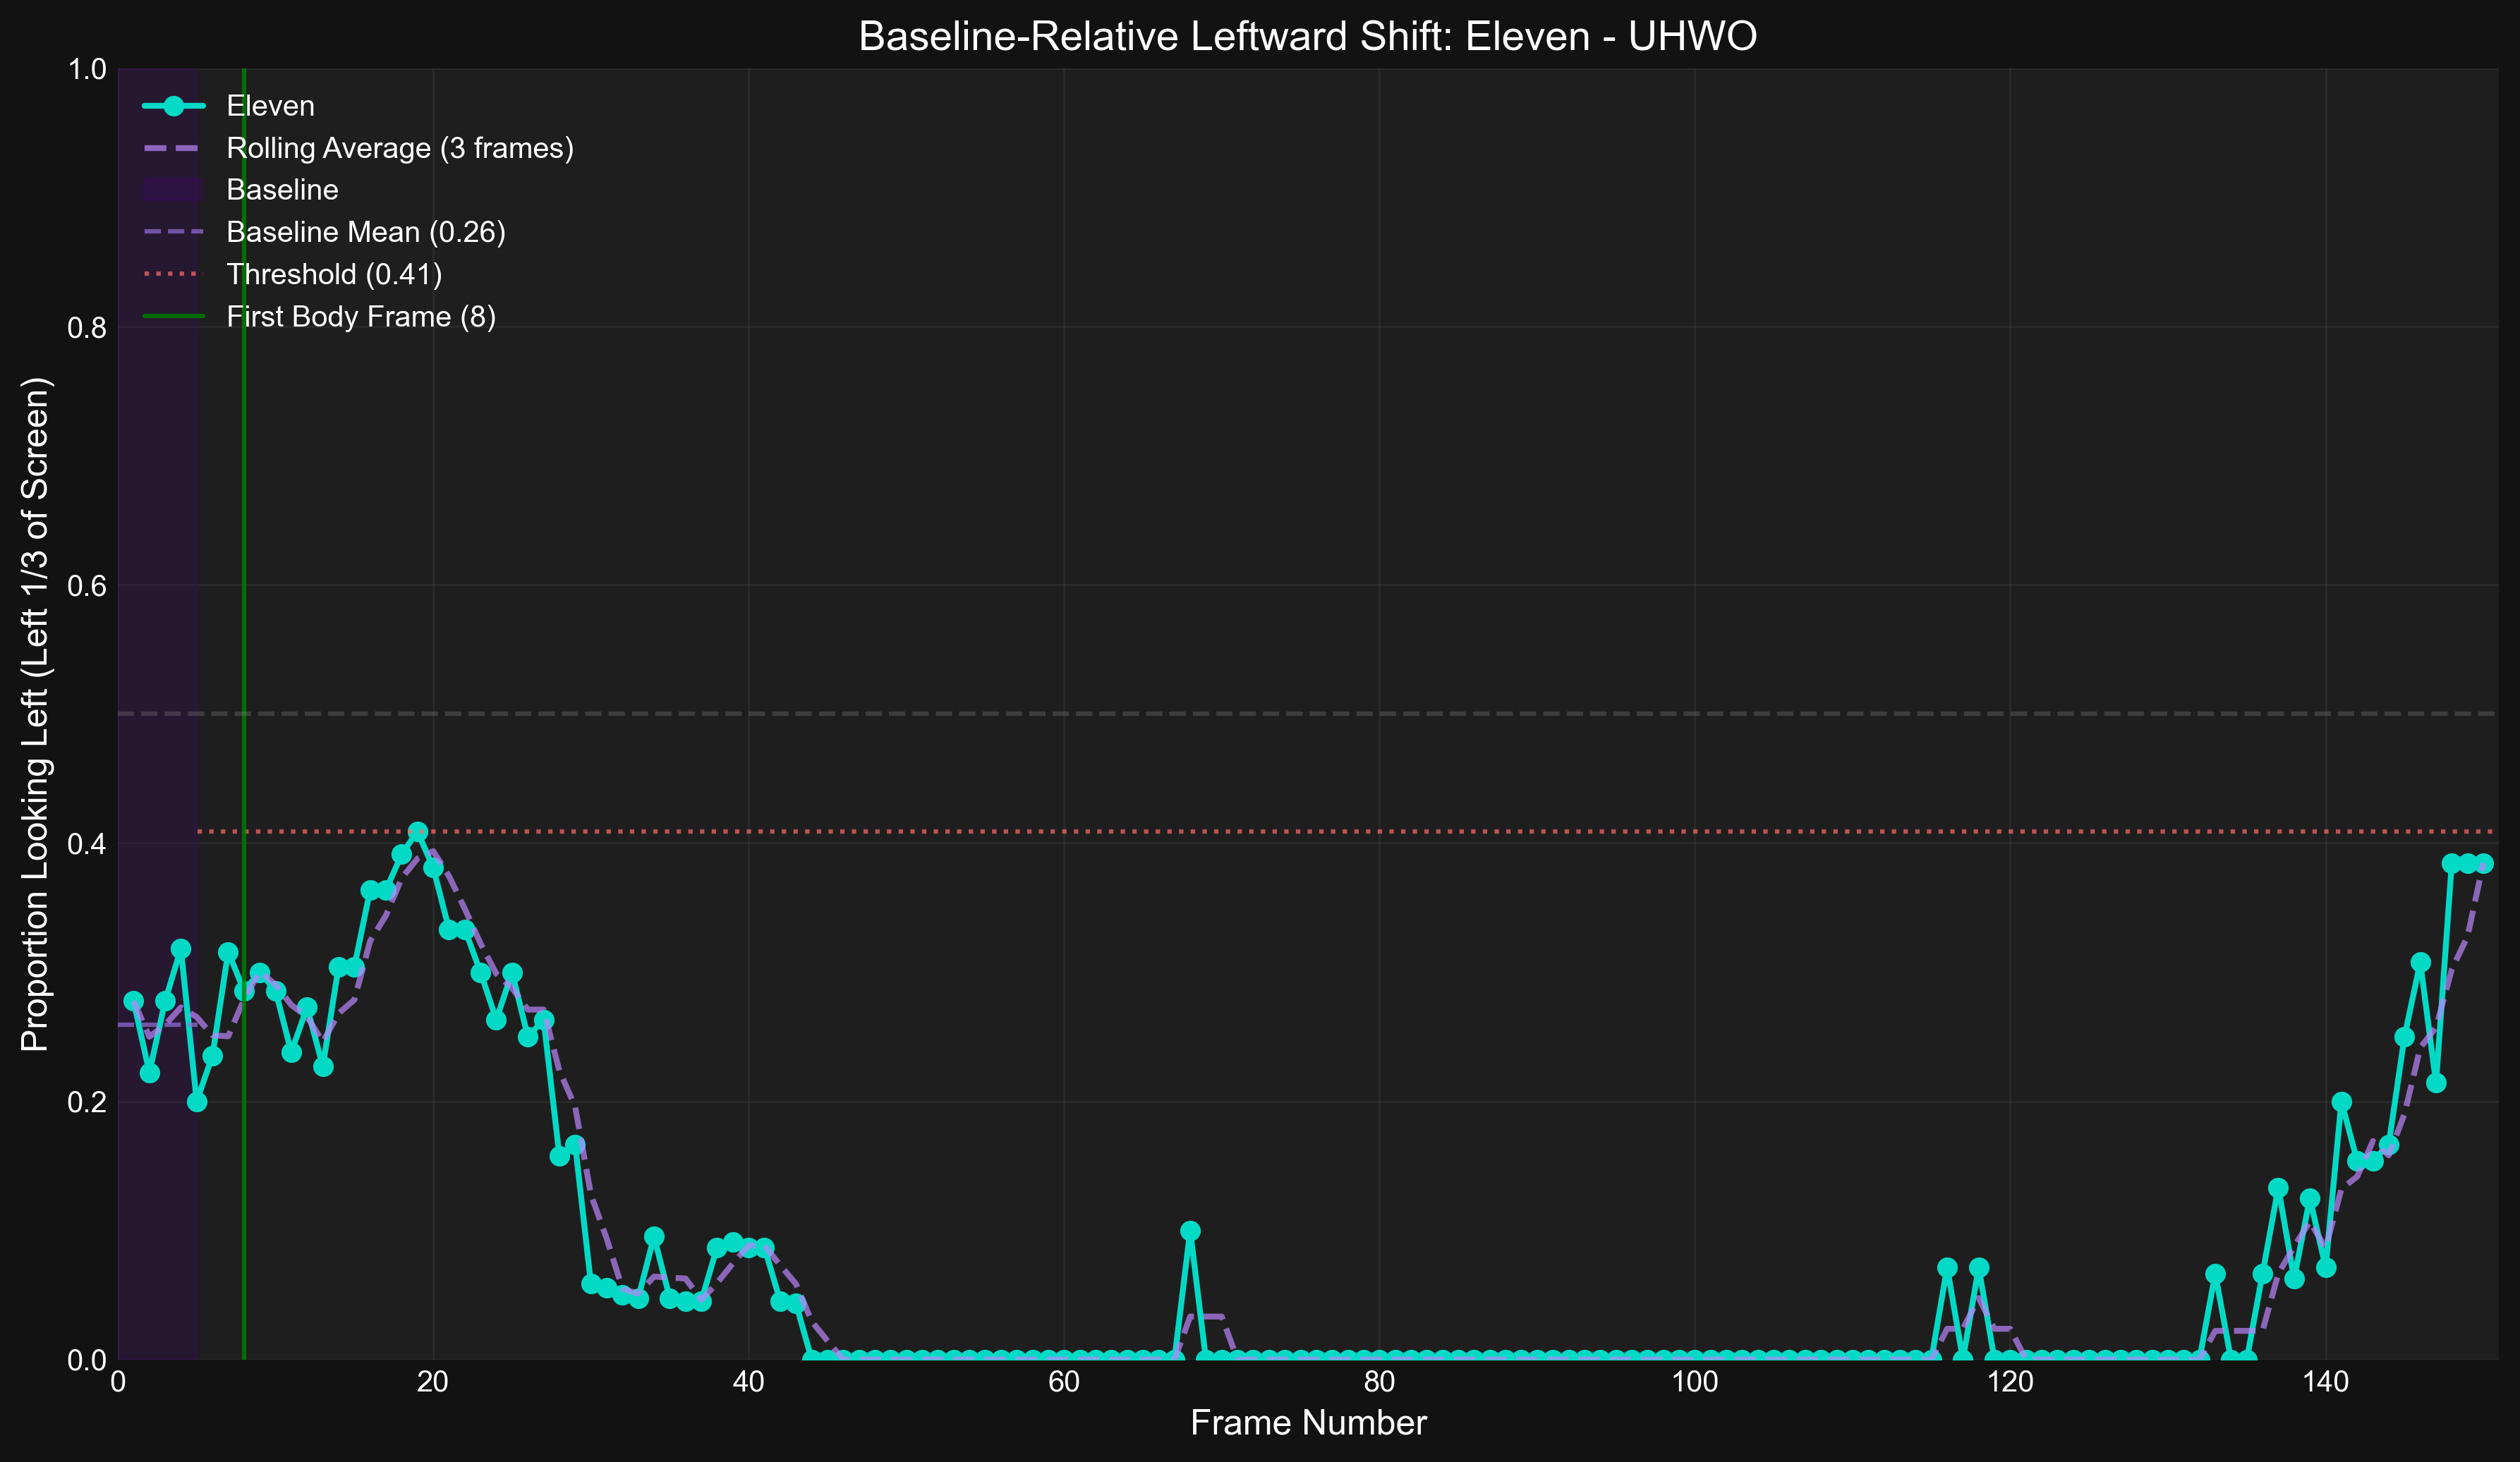 Baseline-Relative Leftward Shift: Eleven - UHWO
1.0
0.8
0.6
0.4
0.2
0.0
Proportion Looking Left (Left 1/3 of Screen)
Eleven
Rolling Average (3 frames)
Baseline
Baseline Mean (0.26)
Threshold (0.41)
First Body Frame (8)
0 20 40 60 80 100 120 140
Frame Number